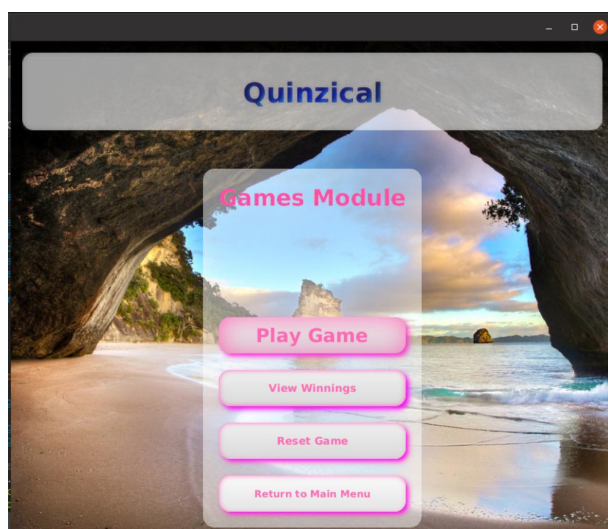 Quinzical
Games Module
Play Game
View Winnings
Reset Game
Return to Main Menu